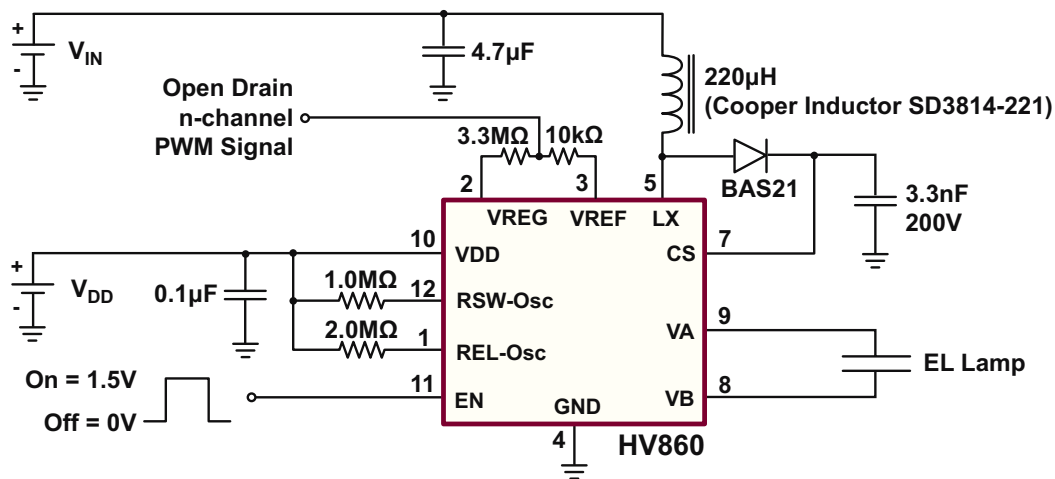 +
V_IN
-
4.7µF
220µH
(Cooper Inductor SD3814-221)
Open Drain
n-channel
PWM Signal
3.3MΩ
10kΩ
2
3
5
BAS21
3.3nF
200V
VREG
VREF
LX
10
VDD
CS
7
+
V_DD
-
0.1µF
1.0MΩ
12
RSW-Osc
2.0MΩ
1
REL-Osc
VA
9
EL Lamp
On = 1.5V
Off = 0V
11
EN
VB
8
GND
4
HV860